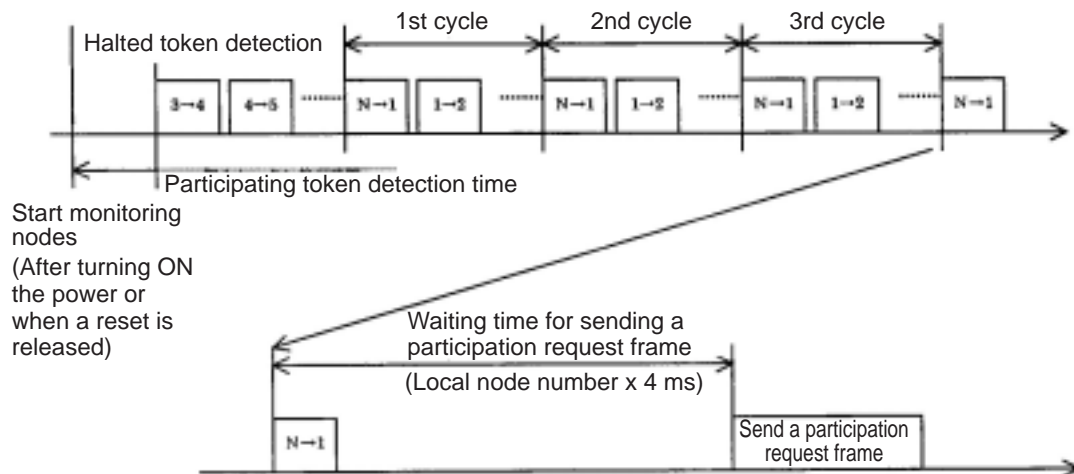 Halted token detection
1st cycle
2nd cycle
3rd cycle
3→4
4→5
N→1
1→2
N→1
1→2
N→1
1→2
N→1
Participating token detection time
Start monitoring
nodes
(After turning ON
the power or
when a reset is
released)
Waiting time for sending a
participation request frame
(Local node number x 4 ms)
N→1
Send a participation
request frame